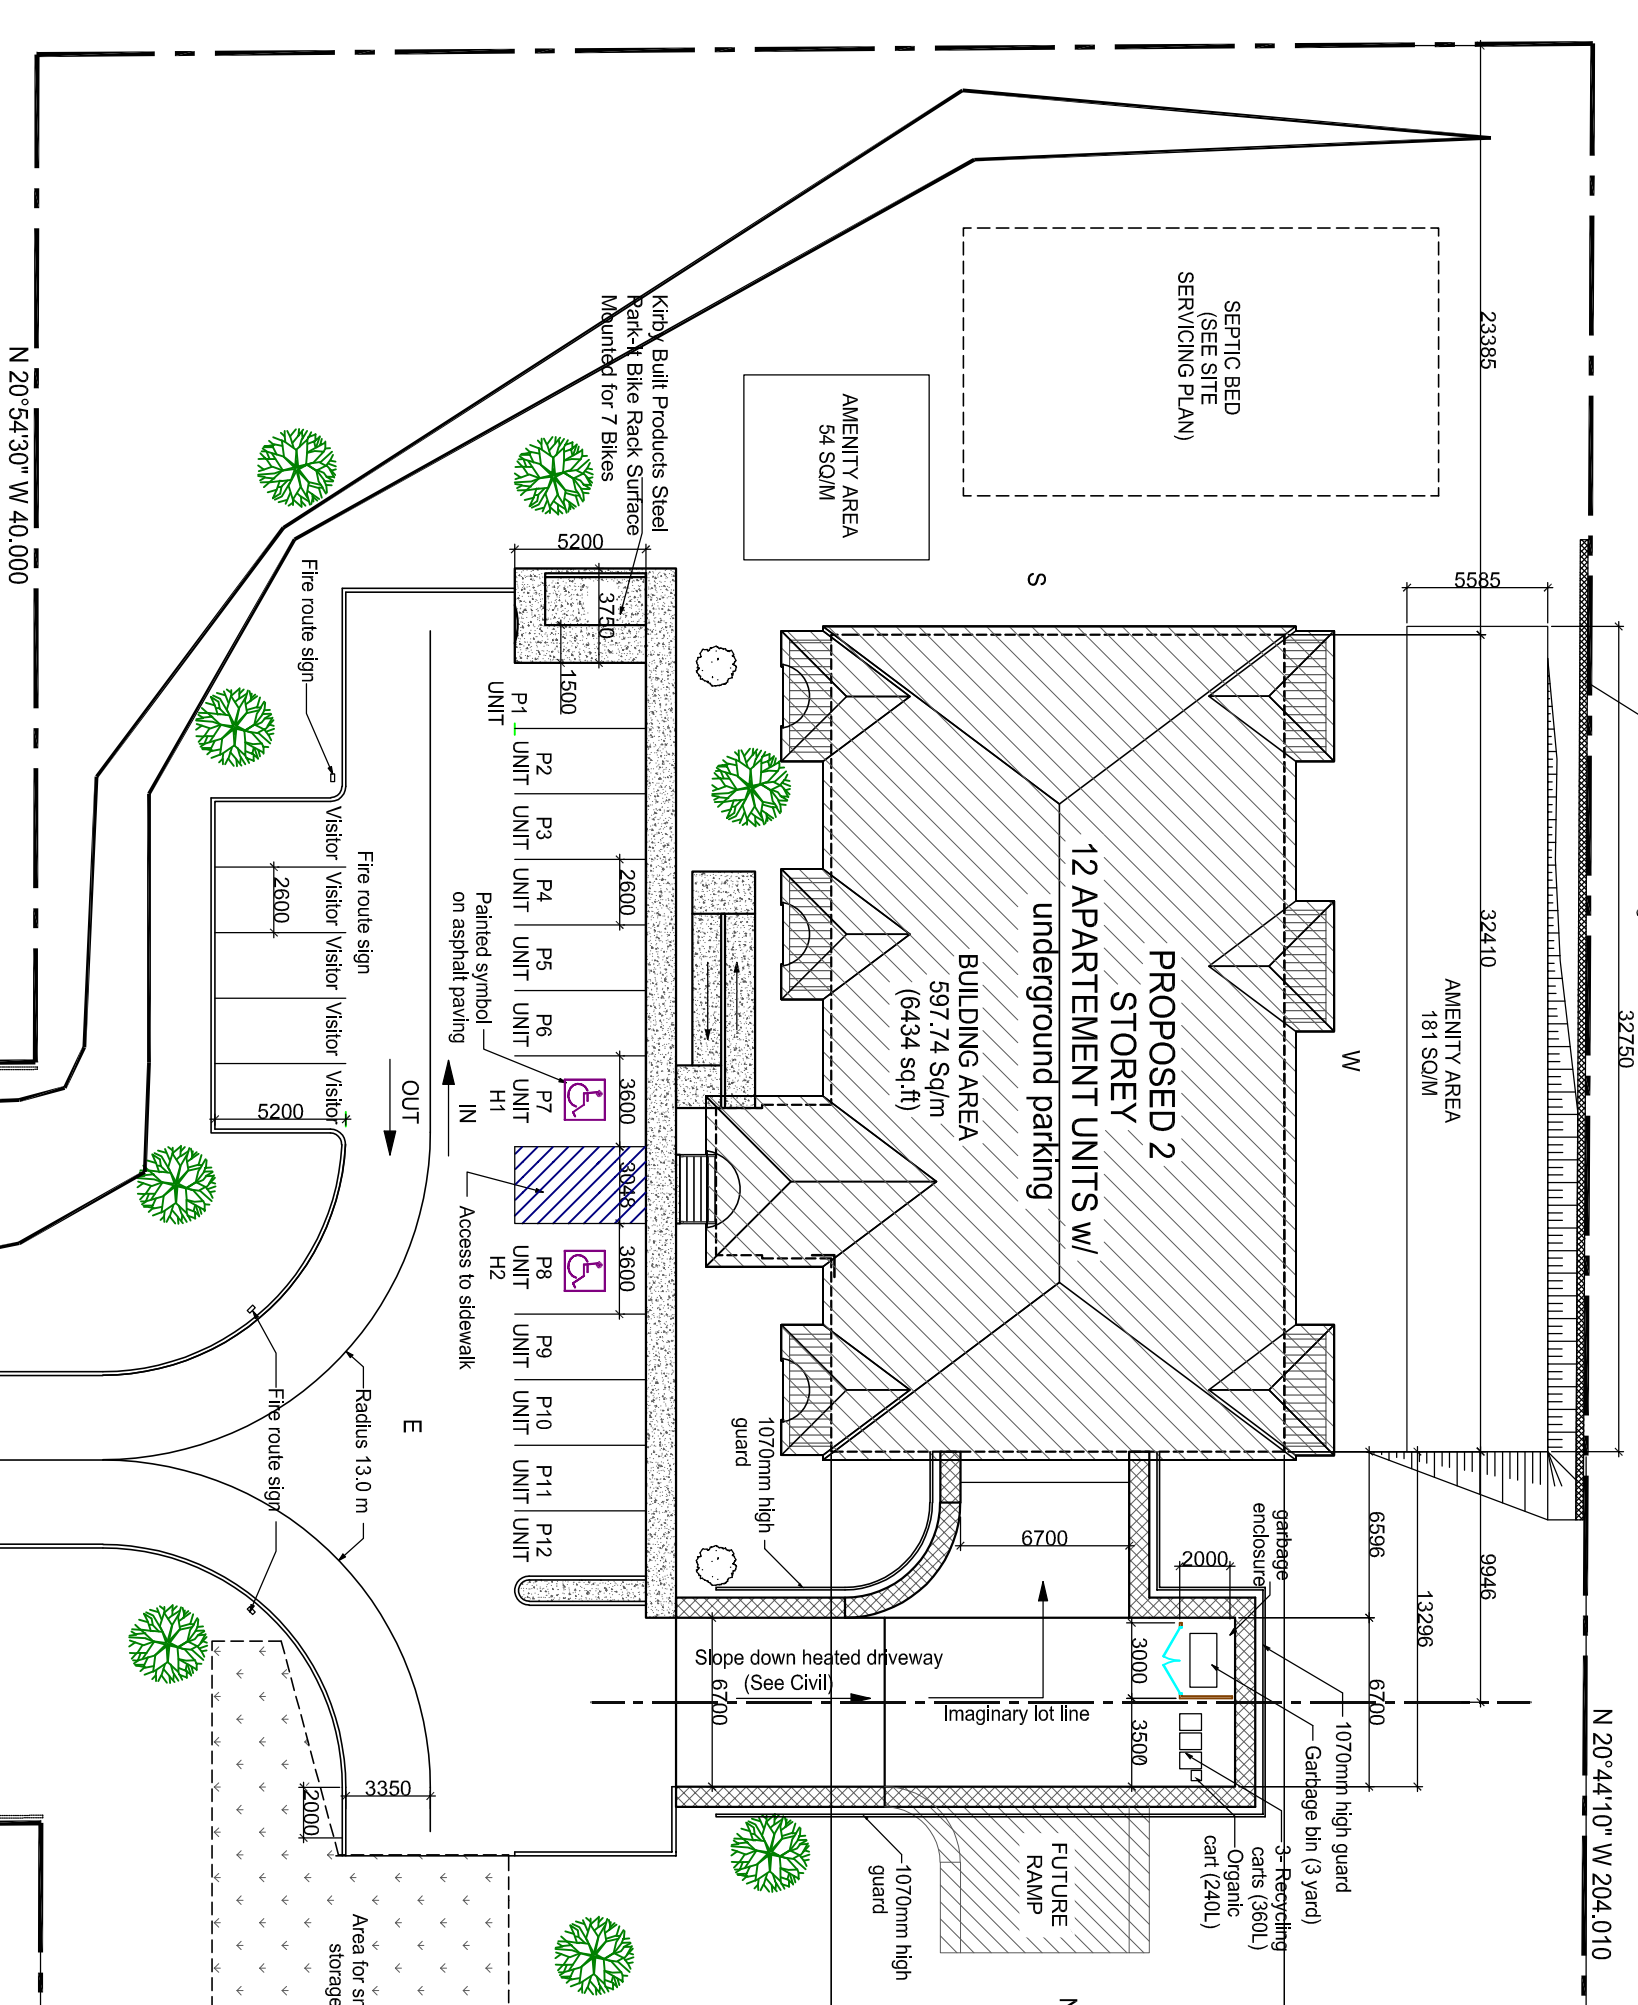 N 20°54'30" W 40.000
N 20°44'10" W 204.010
23385
32410
32750
9946
5585
SEPTIC BED
(SEE SITE
SERVICING PLAN)
AMENITY AREA
54 SQ/M
AMENITY AREA
181 SQ/M
Kirby Built Products Steel
Park-It Bike Rack Surface
Mounted for 7 Bikes
S
W
E
5200
3750
1500
Fire route sign
Fire route sign
P1
UNIT
P2
UNIT
P3
UNIT
P4
UNIT
P5
UNIT
P6
UNIT
P7
UNIT
H1
P8
UNIT
H2
P9
UNIT
P10
UNIT
P11
UNIT
P12
UNIT
2600
3600
3048
3600
Visitor
Visitor
Visitor
Visitor
Visitor
2600
5200
Painted symbol
on asphalt paving
OUT
IN
Access to sidewalk
PROPOSED 2
STOREY
12 APARTEMENT UNITS w/
underground parking
BUILDING AREA
597.74 Sq/m
(6434 sq.ft)
Radius 13.0 m
Fire route sign
1070mm high
guard
6700
garbage
enclosure
2000
6596
13296
6700
3000
3500
Slope down heated driveway
(See Civil)
6700
Imaginary lot line
1070mm high guard
Garbage bin (3 yard)
3- Recycling
carts (360L)
Organic
cart (240L)
FUTURE
RAMP
1070mm high
guard
3350
2000
Area for
storage